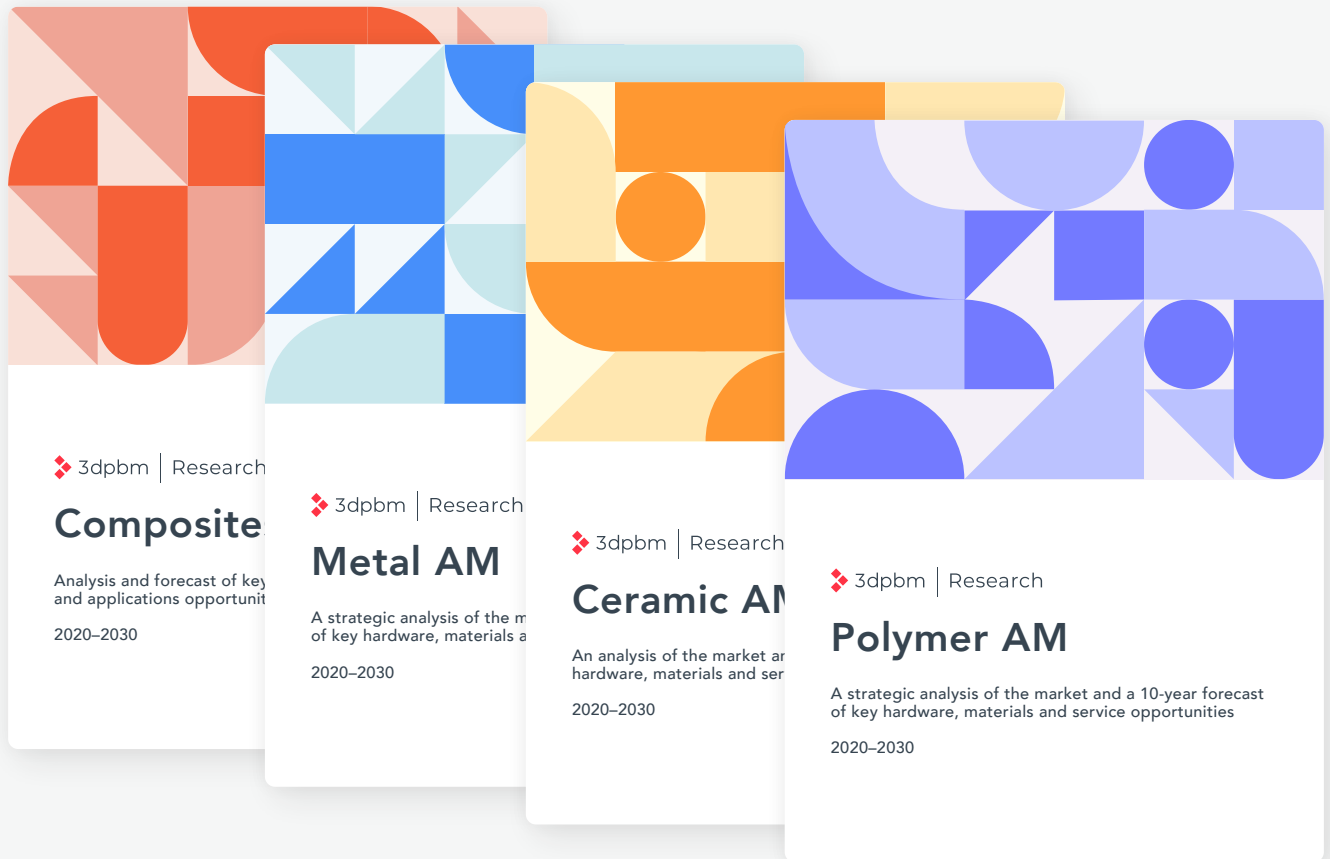 3dpbm | Research
Composites
Analysis and forecast of key
and applications
2020–2030
3dpbm | Research
Metal AM
A strategic analysis of the
of key hardware, materials
2020–2030
3dpbm | Research
Ceramic AM
An analysis of the market
hardware, materials and
2020–2030
3dpbm | Research
Polymer AM
A strategic analysis of the market and a 10-year forecast
of key hardware, materials and service opportunities
2020–2030